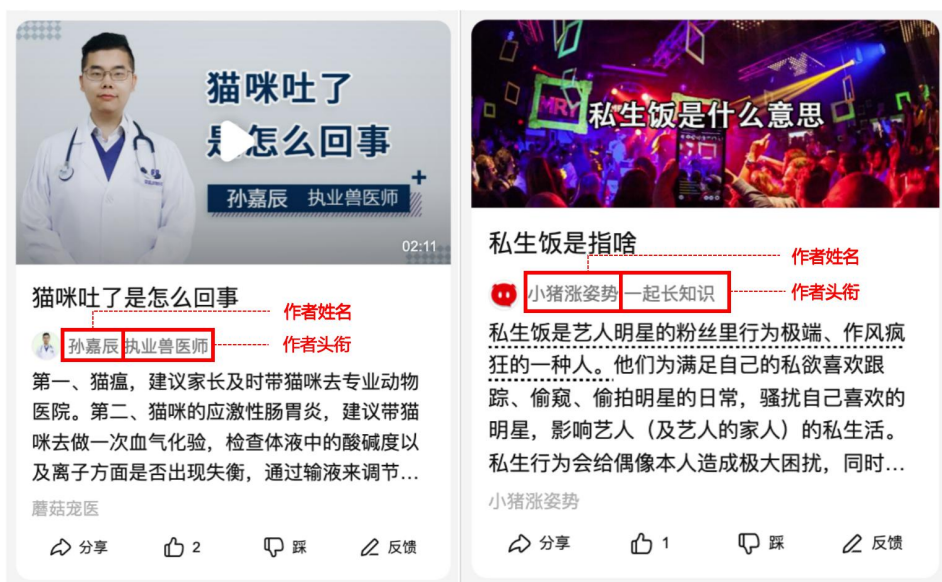 猫咪吐了
是怎么回事
孙嘉辰 执业兽医师
02:11
猫咪吐了是怎么回事
作者姓名
孙嘉辰 执业兽医师
作者头衔
第一、猫瘟，建议家长及时带猫咪去专业动物
医院。第二、猫咪的应激性肠胃炎，建议带猫
咪去做一次血气化验，检查体液中的酸碱度以
及离子方面是否出现失衡，通过输液来调节...
蘑菇宠医
分享 2 踩 反馈
MRY
私生饭是什么意思
私生饭是指啥
作者姓名
小猪涨姿势 一起长知识
作者头衔
私生饭是艺人明星的粉丝里行为极端、作风疯
狂的一种人。他们为满足自己的私欲喜欢跟
踪、偷窥、偷拍明星的日常，骚扰自己喜欢的
明星，影响艺人（及艺人的家人）的私生活。
私生行为会给偶像本人造成极大困扰，同时...
小猪涨姿势
分享 1 踩 反馈